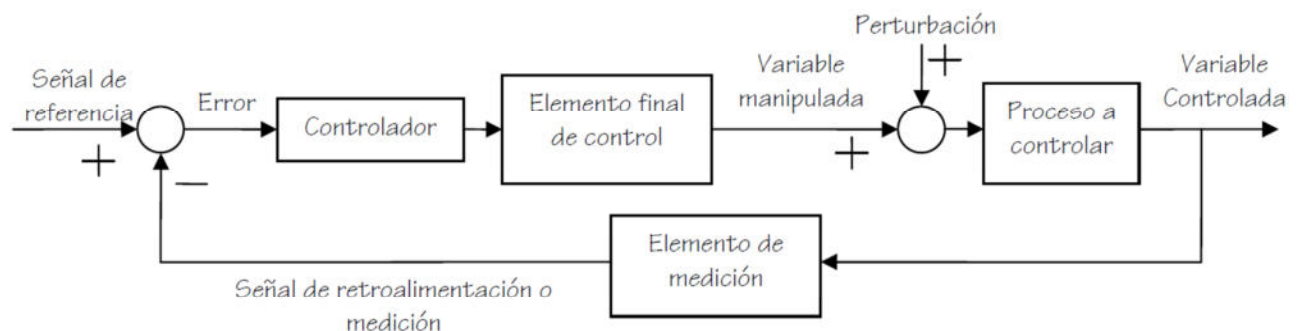 Perturbación
+
Señal de
referencia
Error
Controlador
Elemento final
de control
Variable
manipulada
Proceso a
controlar
Variable
Controlada
+
−
+
Elemento de
medición
Señal de retroalimentación o
medición